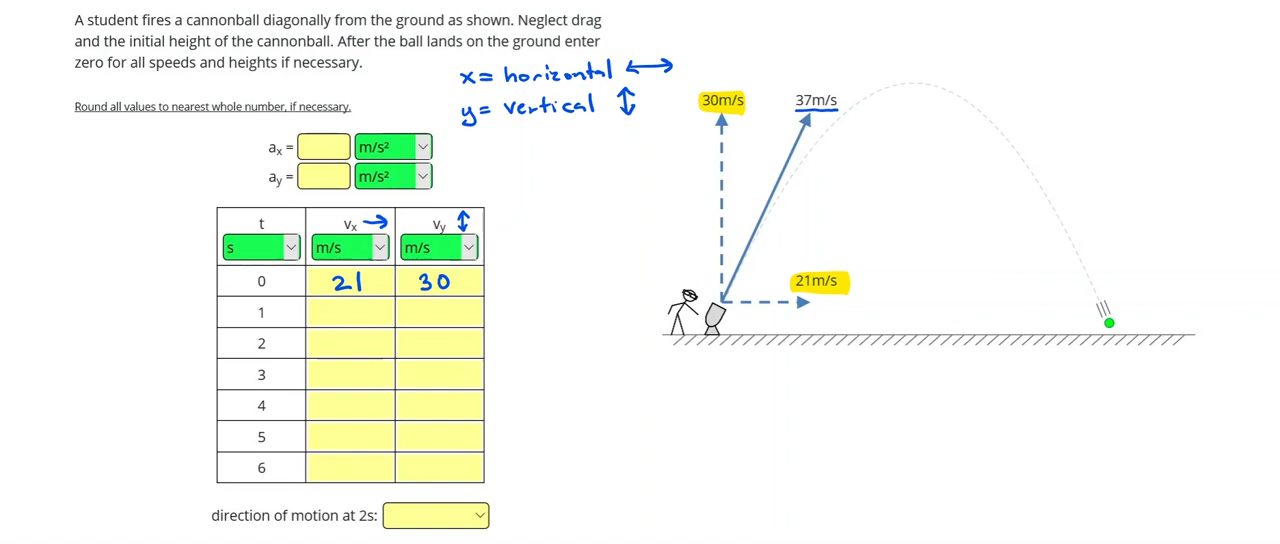 A student fires a cannonball diagonally from the ground as shown. Neglect drag
and the initial height of the cannonball. After the ball lands on the ground enter
zero for all speeds and heights if necessary.
x = horizontal ↔
y = vertical ↕
Round all values to nearest whole number, if necessary.
30m/s
37m/s
ax = m/s²
ay = m/s²
t vx → vy ↕
s m/s m/s
0 21 30
21m/s
1
2
3
4
5
6
direction of motion at 2s: